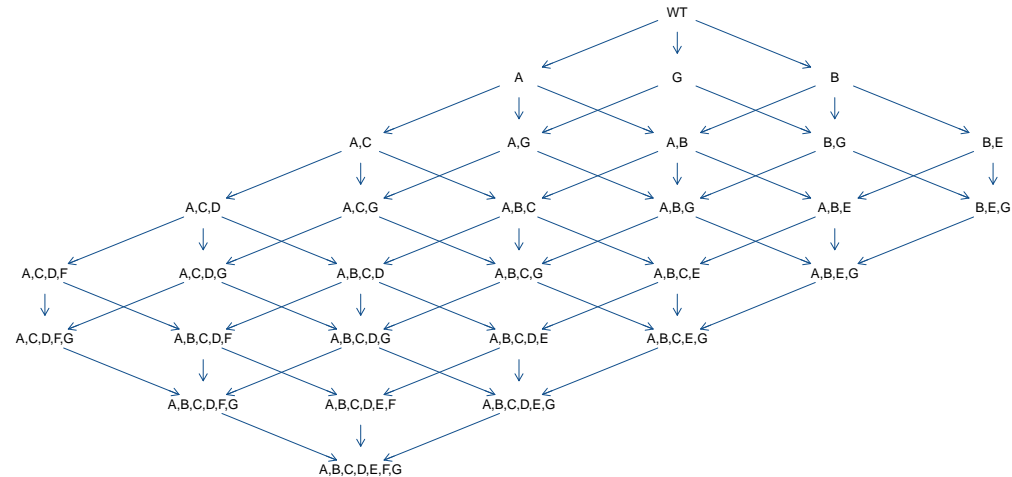 WT
A
G
B
A,C
A,G
A,B
B,G
B,E
A,C,D
A,C,G
A,B,C
A,B,G
A,B,E
B,E,G
A,C,D,F
A,C,D,G
A,B,C,D
A,B,C,G
A,B,C,E
A,B,E,G
A,C,D,F,G
A,B,C,D,F
A,B,C,D,G
A,B,C,D,E
A,B,C,E,G
A,B,C,D,F,G
A,B,C,D,E,F
A,B,C,D,E,G
A,B,C,D,E,F,G